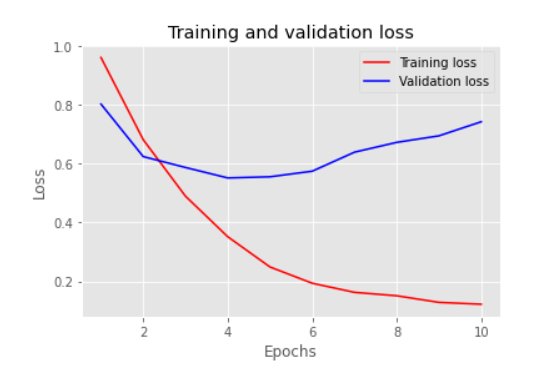 Training and validation loss
1.0
0.8
0.6
0.4
0.2
Loss
Training loss
Validation loss
2 4 6 8 10
Epochs